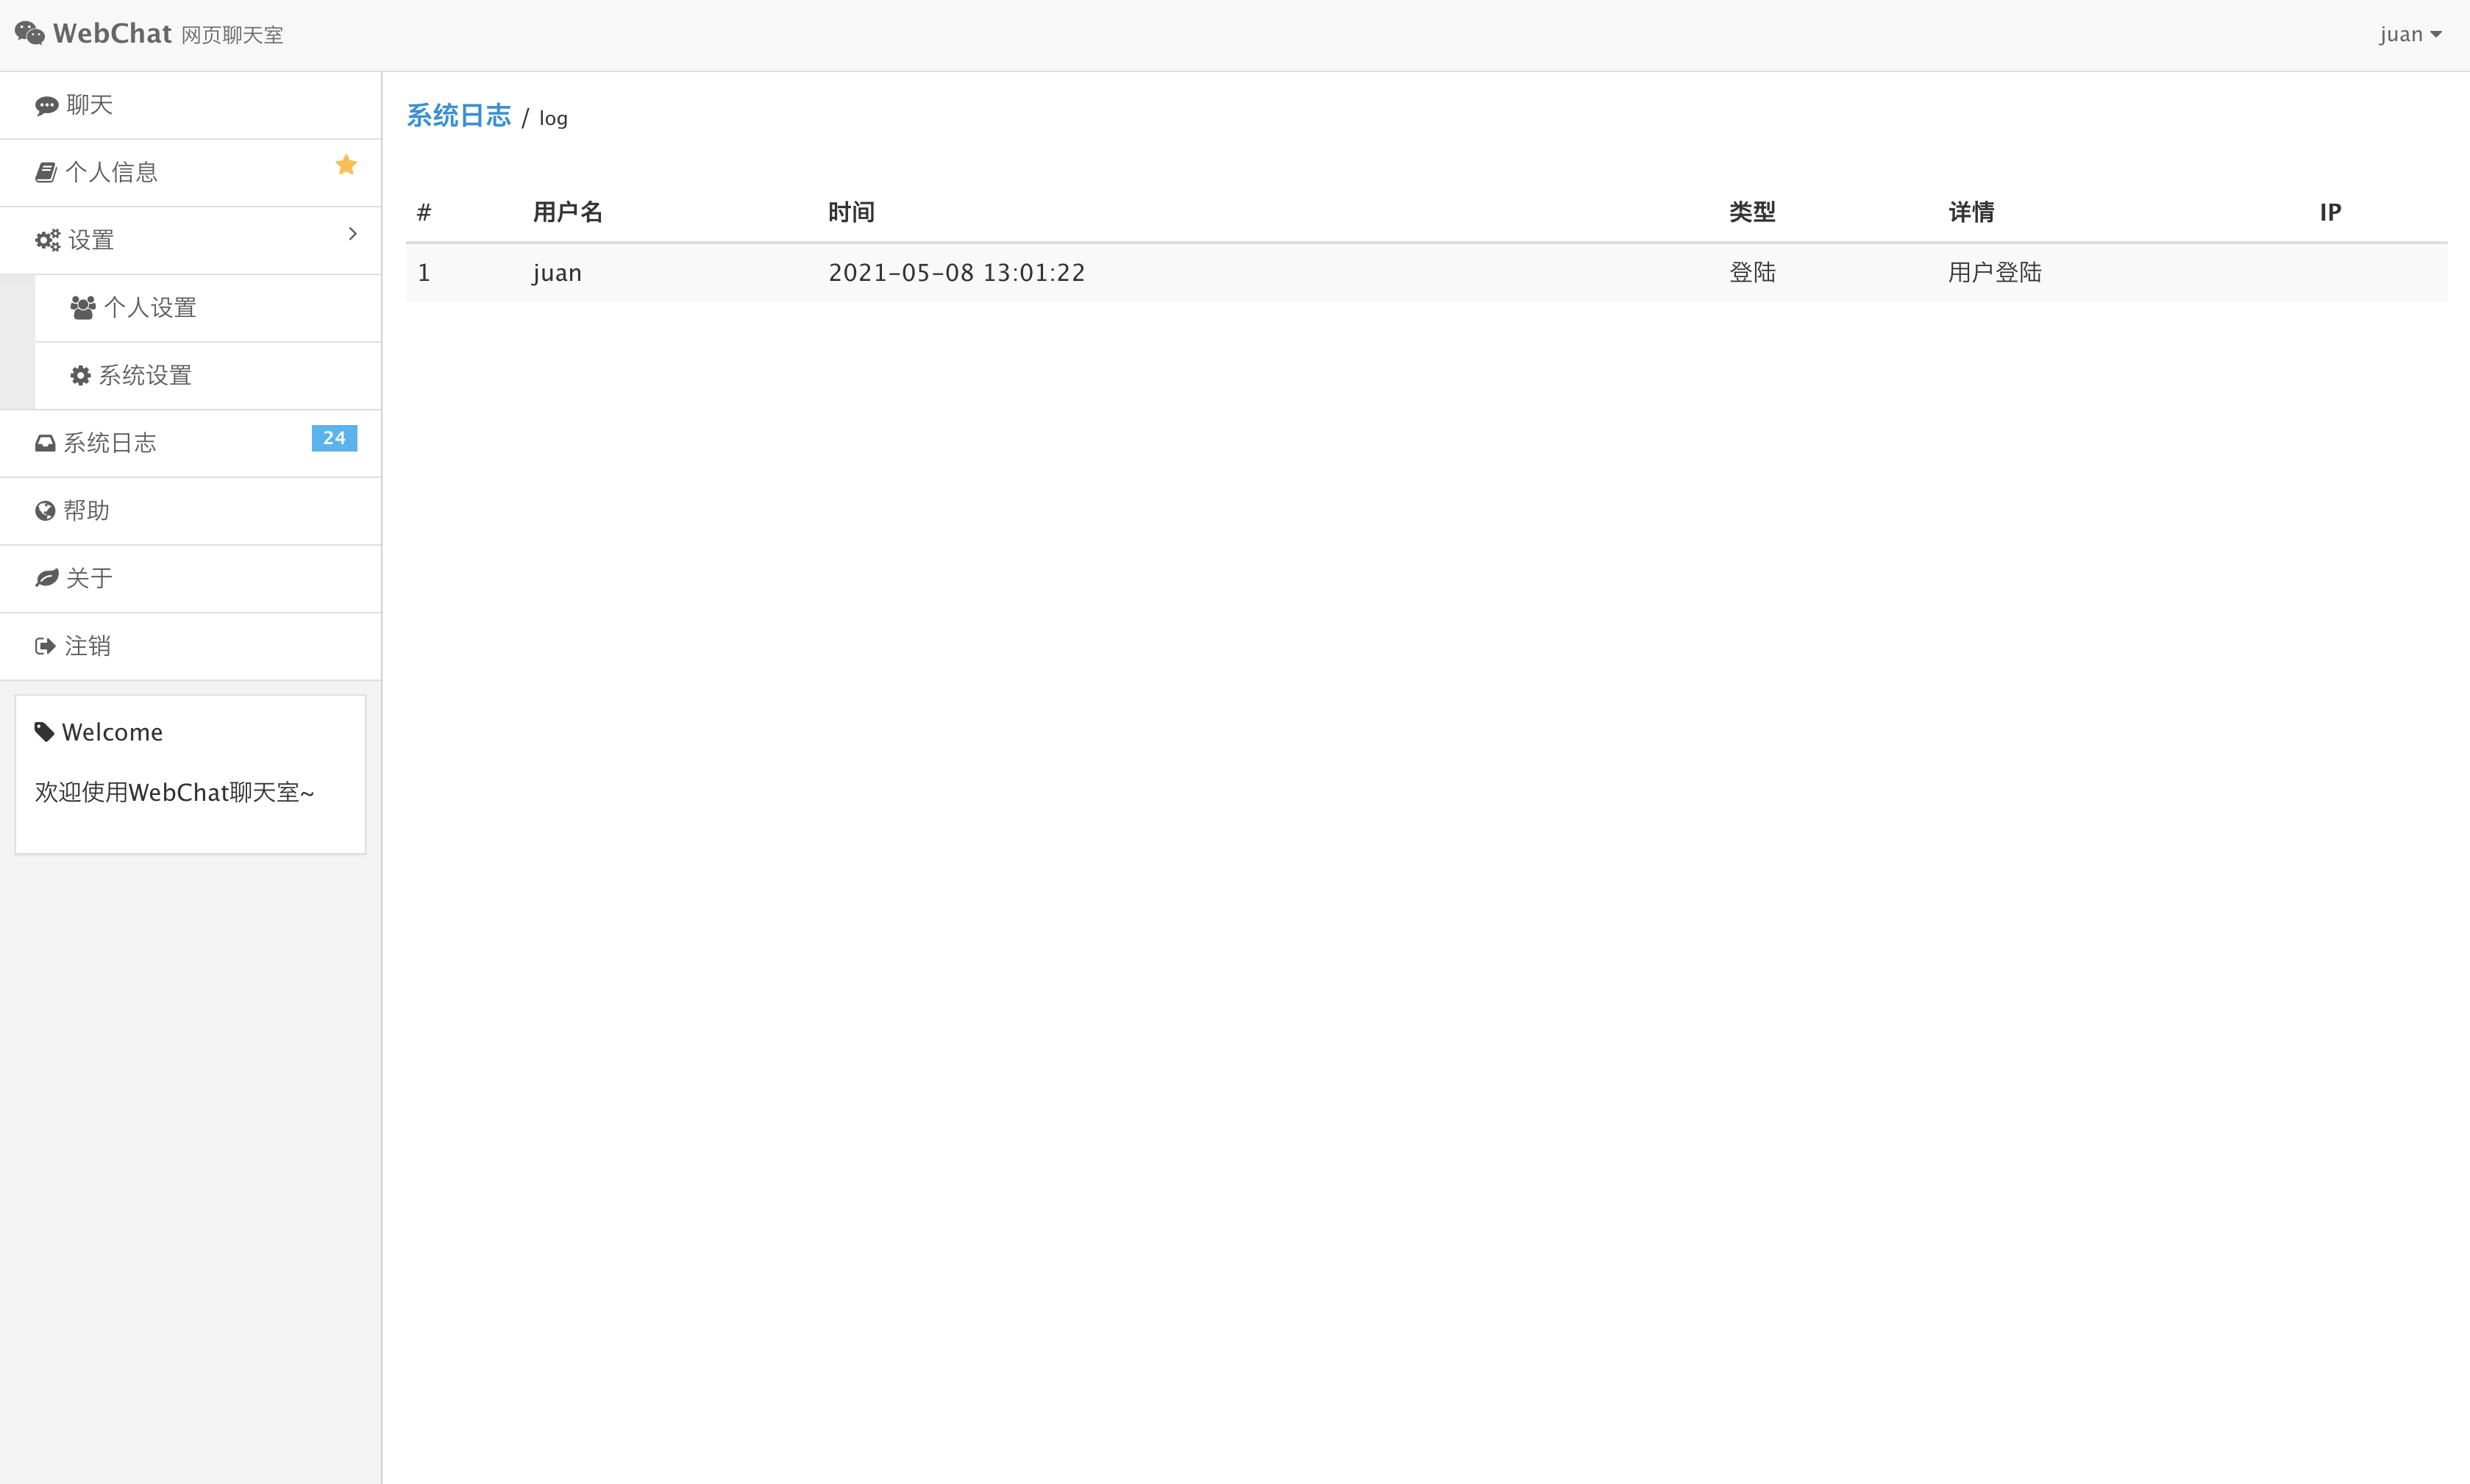 WebChat 网页聊天室
juan
聊天
个人信息
设置
个人设置
系统设置
系统日志 24
帮助
关于
注销
Welcome
欢迎使用WebChat聊天室~
系统日志 / log
# 用户名 时间 类型 详情 IP
1 juan 2021-05-08 13:01:22 登陆 用户登陆